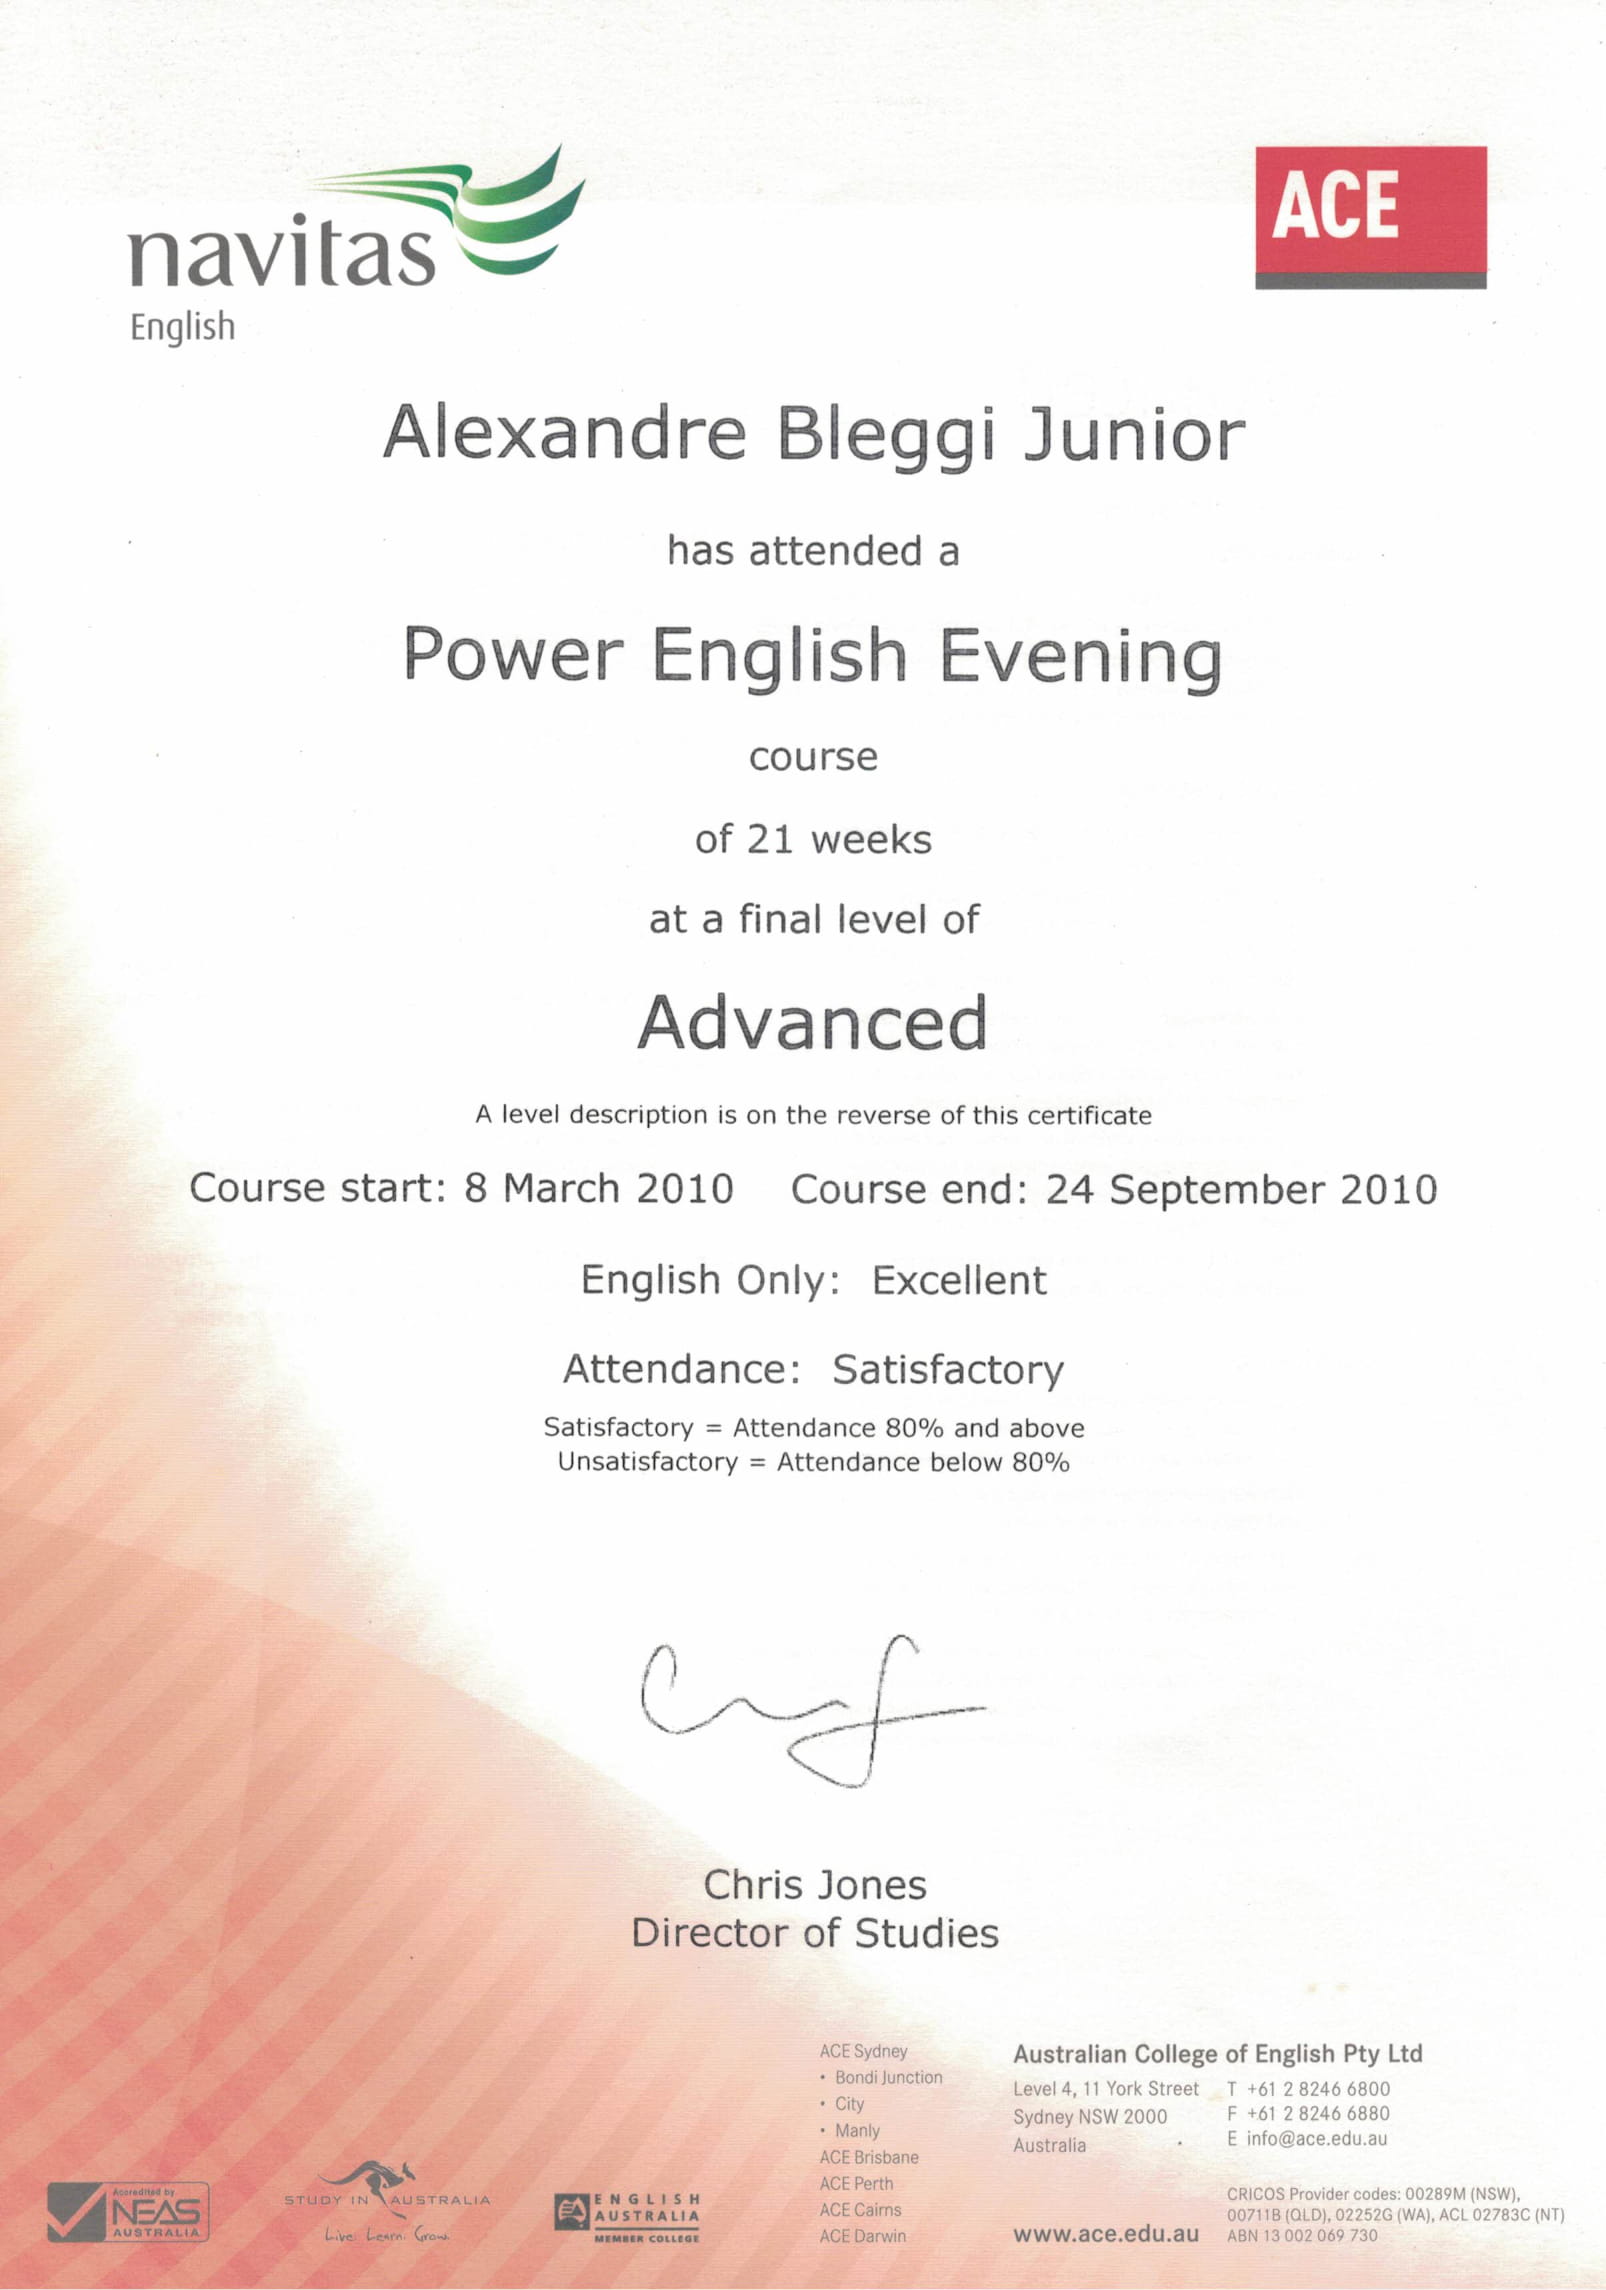 navitas
English
ACE
Alexandre Bleggi Junior
has attended a
Power English Evening
course
of 21 weeks
at a final level of
Advanced
A level description is on the reverse of this certificate
Course start: 8 March 2010 Course end: 24 September 2010
English Only: Excellent
Attendance: Satisfactory
Satisfactory = Attendance 80% and above
Unsatisfactory = Attendance below 80%
Chris Jones
Director of Studies
Accredited by
NEAS
AUSTRALIA
STUDY IN AUSTRALIA
Live. Learn. Grow.
EA
ENGLISH
AUSTRALIA
MEMBER COLLEGE
ACE Sydney
• Bondi Junction
• City
• Manly
ACE Brisbane
ACE Perth
ACE Cairns
ACE Darwin
Australian College of English Pty Ltd
Level 4, 11 York Street
Sydney NSW 2000
Australia
www.ace.edu.au
T +61 2 8246 6800
F +61 2 8246 6880
E info@ace.edu.au
CRICOS Provider codes: 00289M (NSW),
00711B (QLD), 02252G (WA), ACL 02783C (NT)
ABN 13 002 069 730